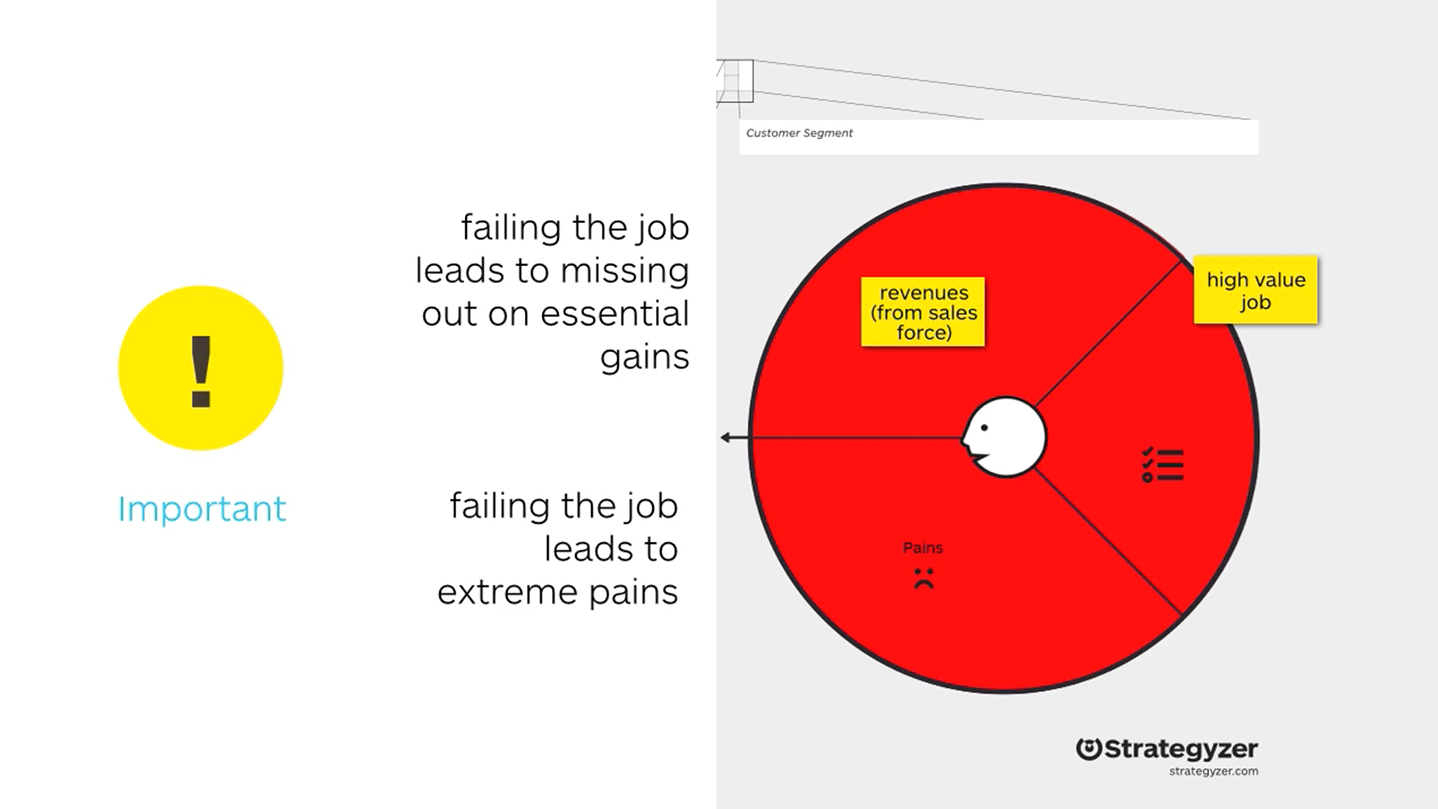 !
Important
failing the job
leads to missing
out on essential
gains
failing the job
leads to
extreme pains
Customer Segment
revenues
(from sales
force)
high value
job
Pains
Strategyzer
strategyzer.com